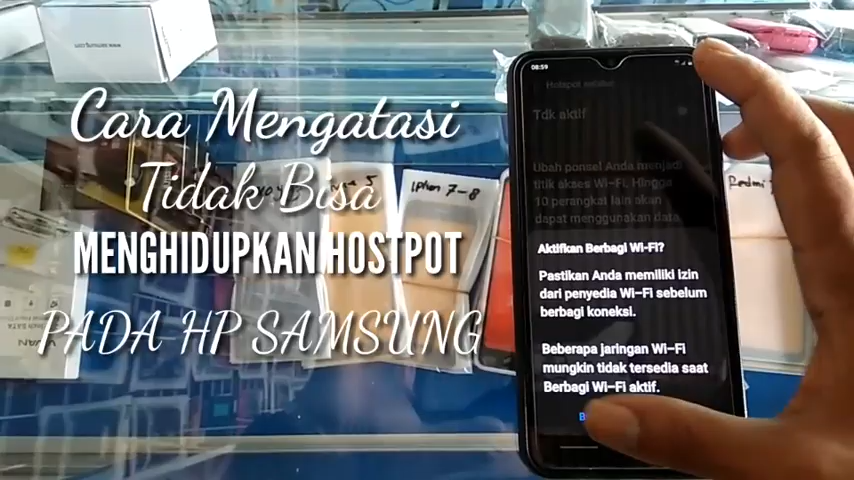 Cara Mengatasi
Tidak Bisa
MENGHIDUPKAN HOSTPOT
PADA HP SAMSUNG
Iphon 7-8
Redmi
08:59
Hotspot seluler
Tdk aktif
Ubah ponsel Anda menjadi
titik akses Wi-Fi. Hingga
10 perangkat lain akan
dapat menggunakan data
Aktifkan Berbagi Wi-Fi?
Pastikan Anda memiliki izin
dari penyedia Wi-Fi sebelum
berbagi koneksi.
Beberapa jaringan Wi-Fi
mungkin tidak tersedia saat
Berbagi Wi-Fi aktif.